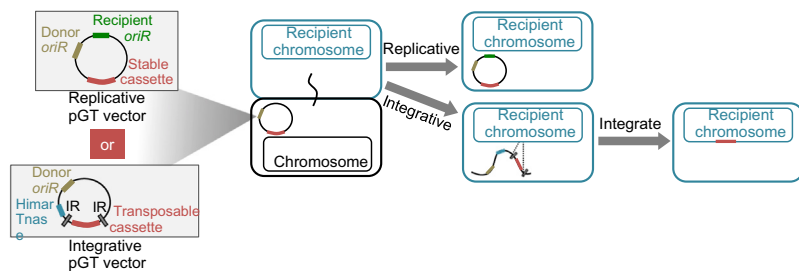 Recipient
oriR
Donor
oriR
Stable
cassette
Replicative
pGT vector
or
Donor
oriR
IR IR
Himar
Tnas
e
Transposable
cassette
Integrative
pGT vector
Recipient
chromosome
Chromosome
Replicative
Integrative
Recipient
chromosome
Recipient
chromosome
Integrate
Recipient
chromosome